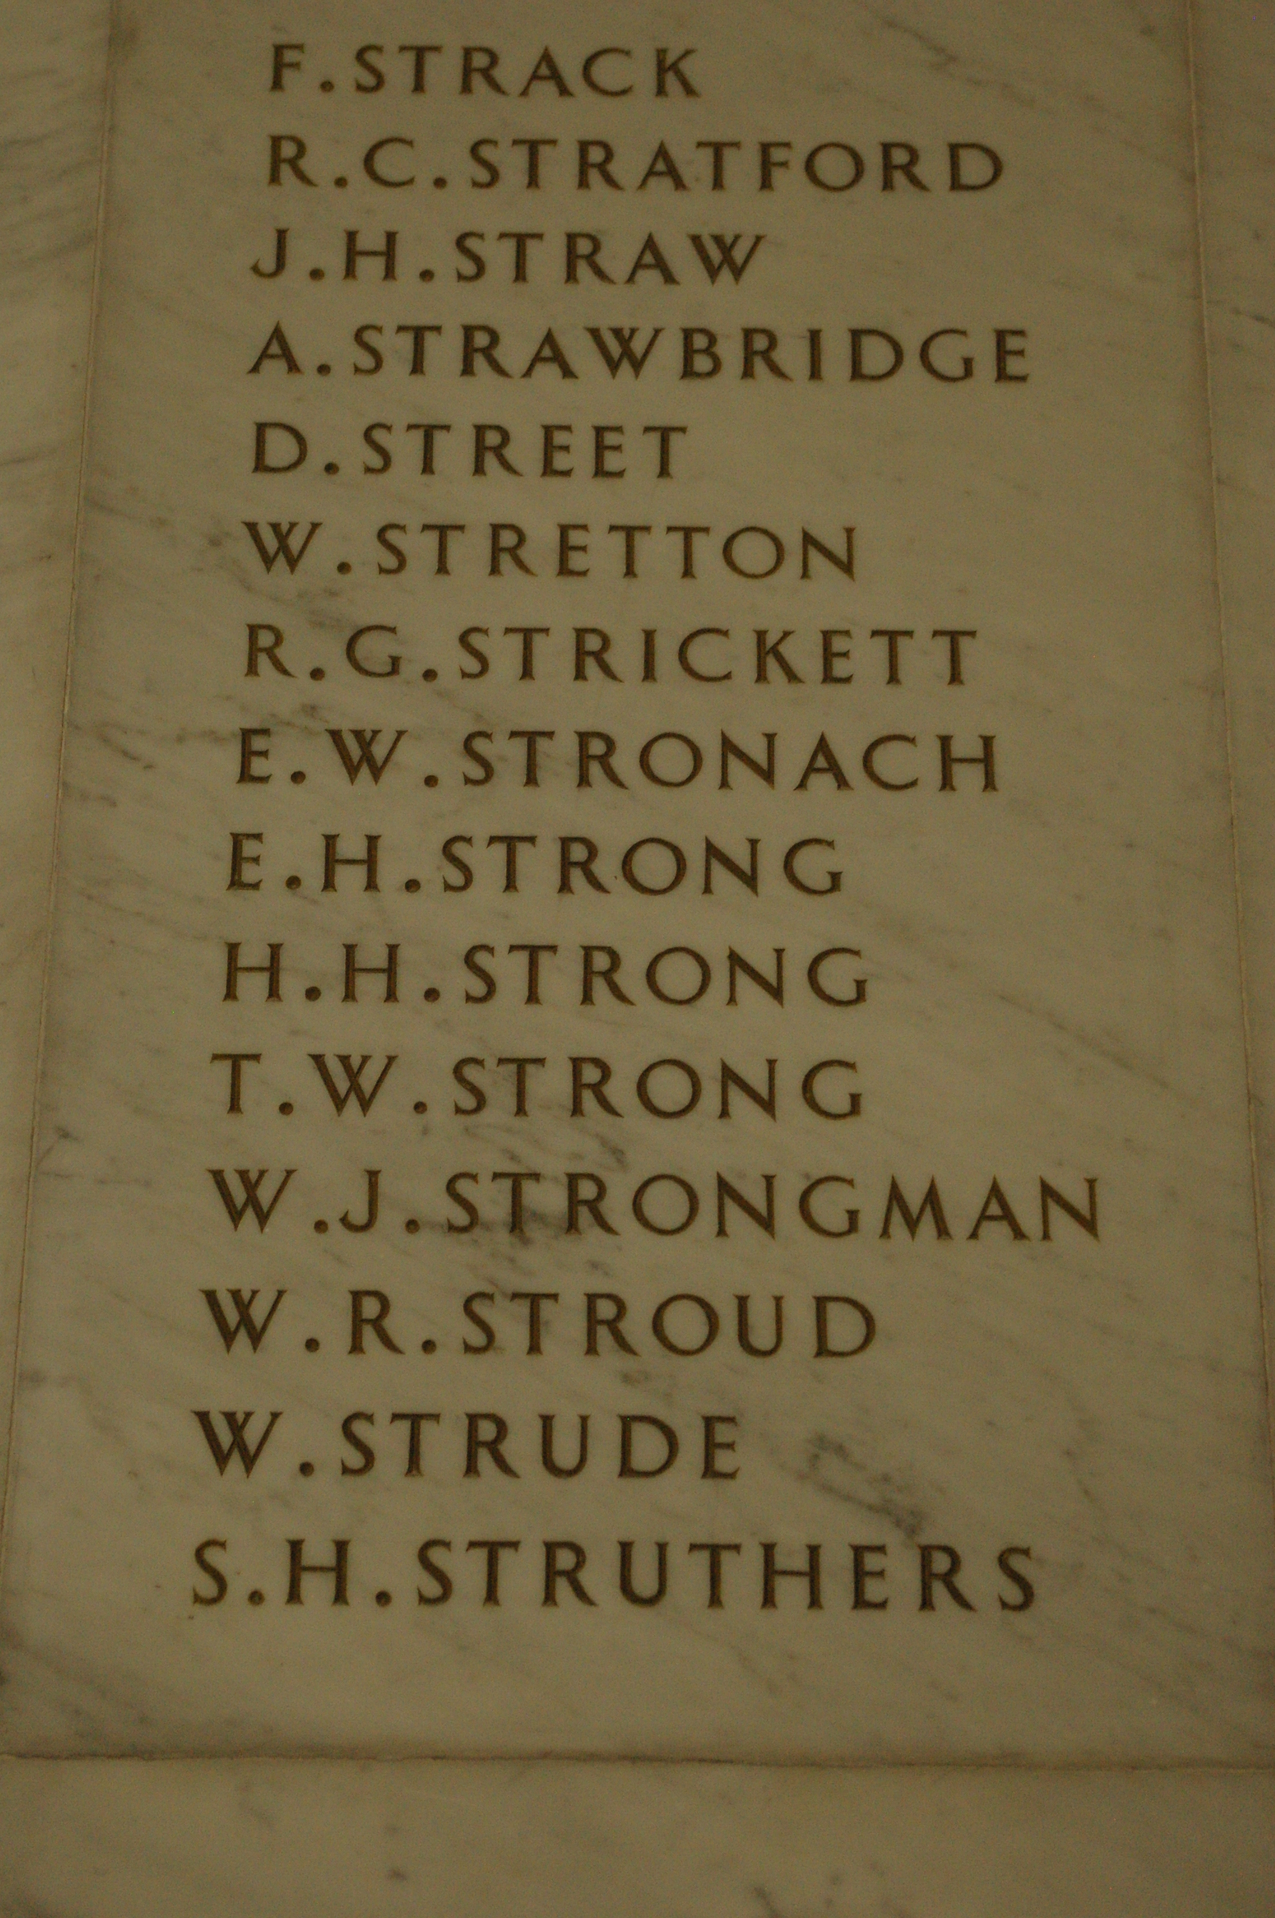 F.STRACK
R.C.STRATFORD
J.H.STRAW
A.STRAWBRIDGE
D.STREET
W.STRETTON
R.G.STRICKETT
E.W.STRONACH
E.H.STRONG
H.H.STRONG
T.W.STRONG
W.J.STRONGMAN
W.R.STROUD
W.STRUDE
S.H.STRUTHERS